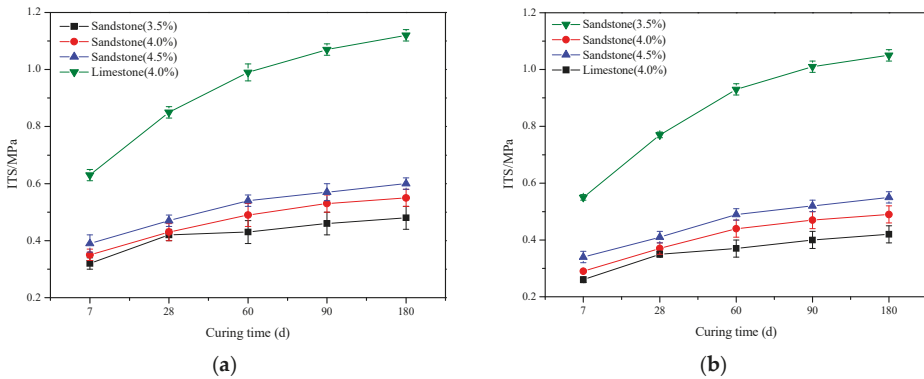 Sandstone(3.5%)
Sandstone(4.0%)
Sandstone(4.5%)
Limestone(4.0%)
1.2
1.0
0.8
0.6
0.4
0.2
ITS/MPa
7 28 60 90 180
Curing time (d)
(a)
Sandstone(3.5%)
Sandstone(4.0%)
Sandstone(4.5%)
Limestone(4.0%)
1.2
1.0
0.8
0.6
0.4
0.2
ITS/MPa
7 28 60 90 180
Curing time (d)
(b)